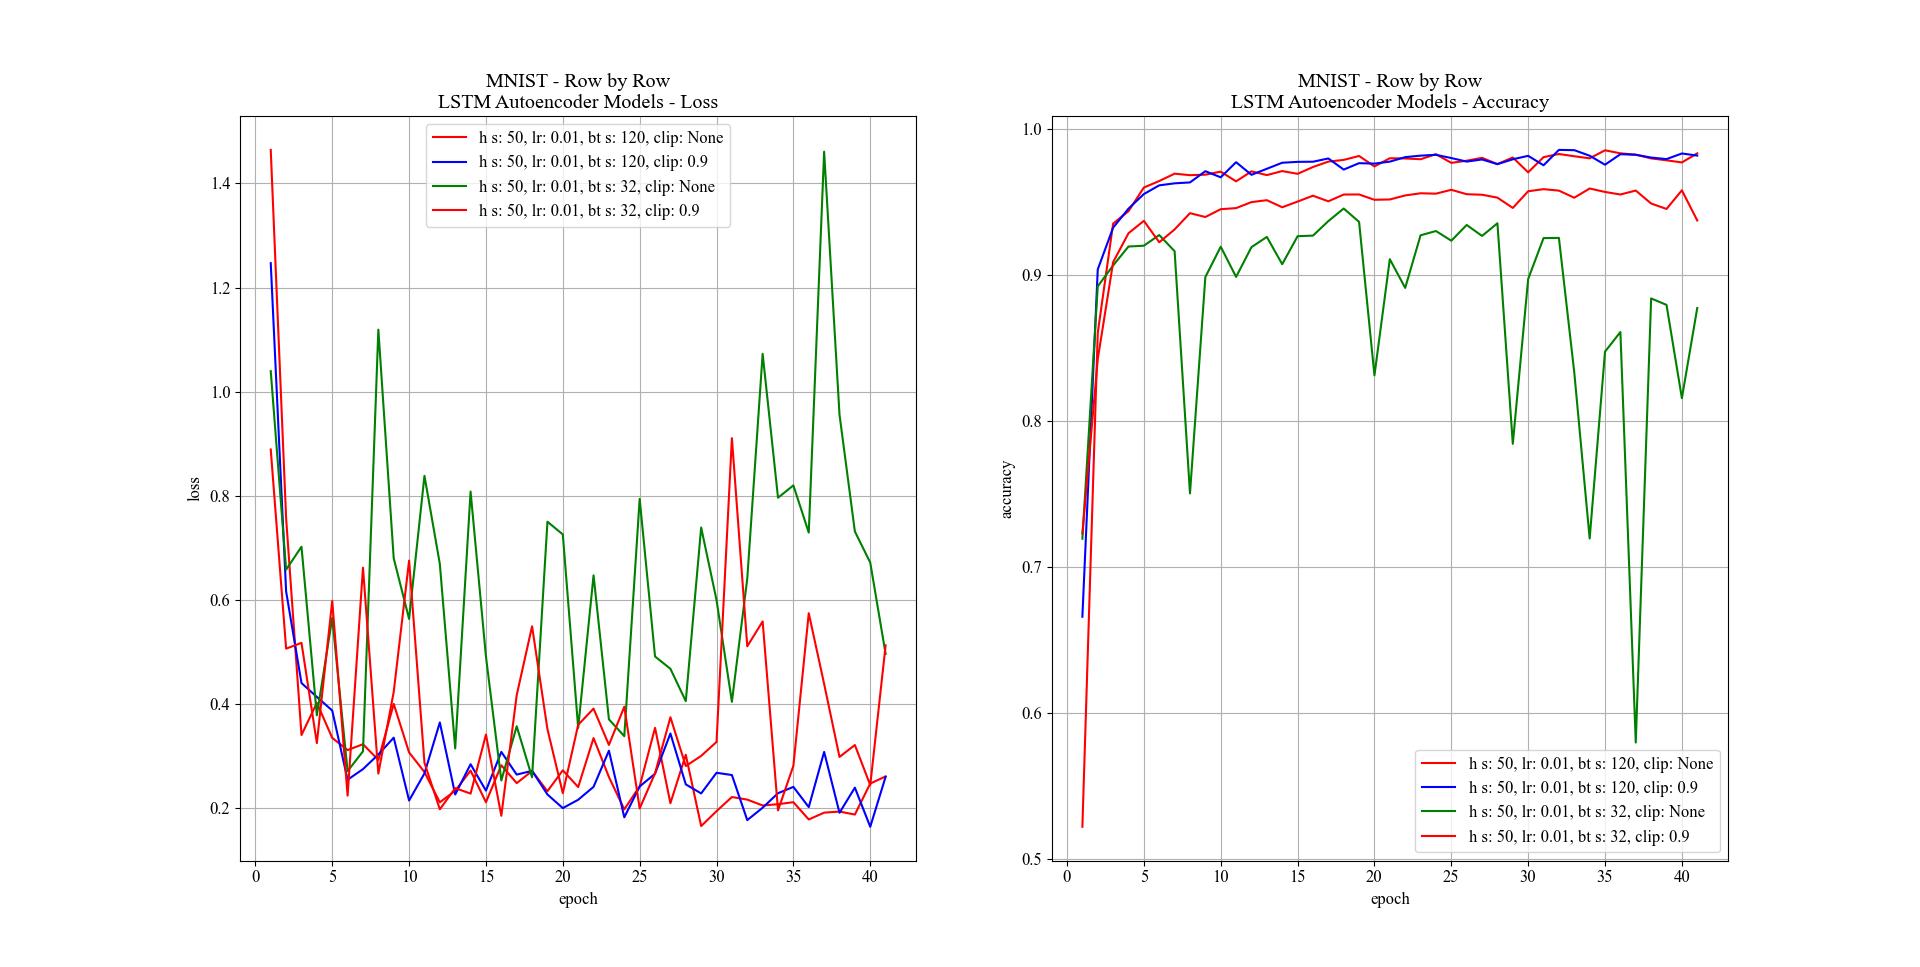 MNIST - Row by Row
LSTM Autoencoder Models - Loss
h s: 50, lr: 0.01, bt s: 120, clip: None
h s: 50, lr: 0.01, bt s: 120, clip: 0.9
h s: 50, lr: 0.01, bt s: 32, clip: None
h s: 50, lr: 0.01, bt s: 32, clip: 0.9
1.4
1.2
1.0
0.8
0.6
0.4
0.2
loss
0 5 10 15 20 25 30 35 40
epoch
MNIST - Row by Row
LSTM Autoencoder Models - Accuracy
1.0
0.9
0.8
0.7
0.6
0.5
accuracy
h s: 50, lr: 0.01, bt s: 120, clip: None
h s: 50, lr: 0.01, bt s: 120, clip: 0.9
h s: 50, lr: 0.01, bt s: 32, clip: None
h s: 50, lr: 0.01, bt s: 32, clip: 0.9
0 5 10 15 20 25 30 35 40
epoch